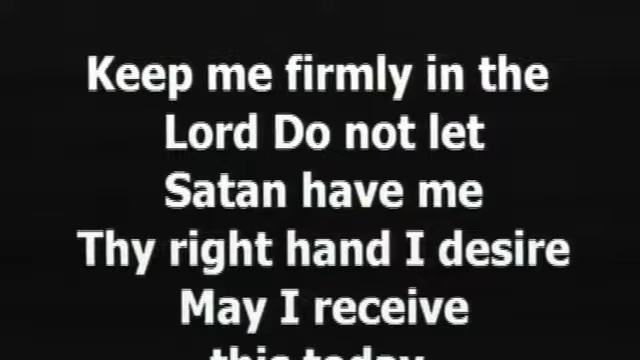 Keep me firmly in the
Lord Do not let
Satan have me
Thy right hand I desire
May I receive
this today